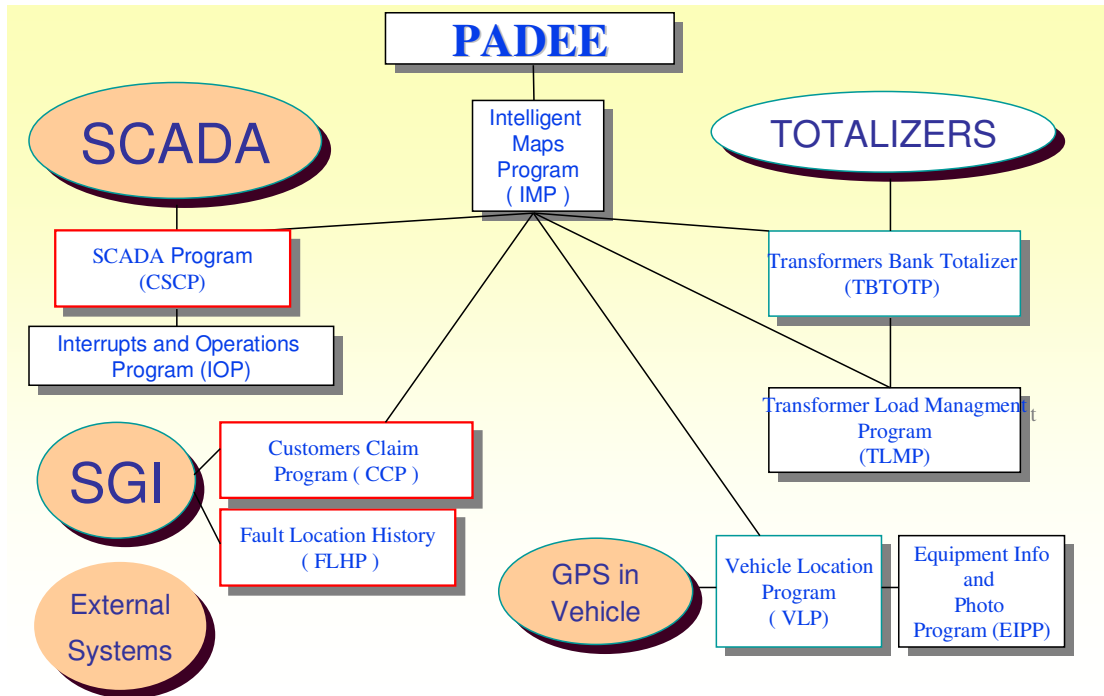 PADEE
SCADA
Intelligent
Maps
Program
( IMP )
TOTALIZERS
SCADA Program
(CSCP)
Transformers Bank Totalizer
(TBTOTP)
Interrupts and Operations
Program (IOP)
Transformer Load Managment
t
Program
(TLMP)
SGI
Customers Claim
Program ( CCP )
Fault Location History
( FLHP )
GPS in
Vehicle
Vehicle Location
Program
( VLP)
Equipment Info
and
Photo
Program (EIPP)
External
Systems